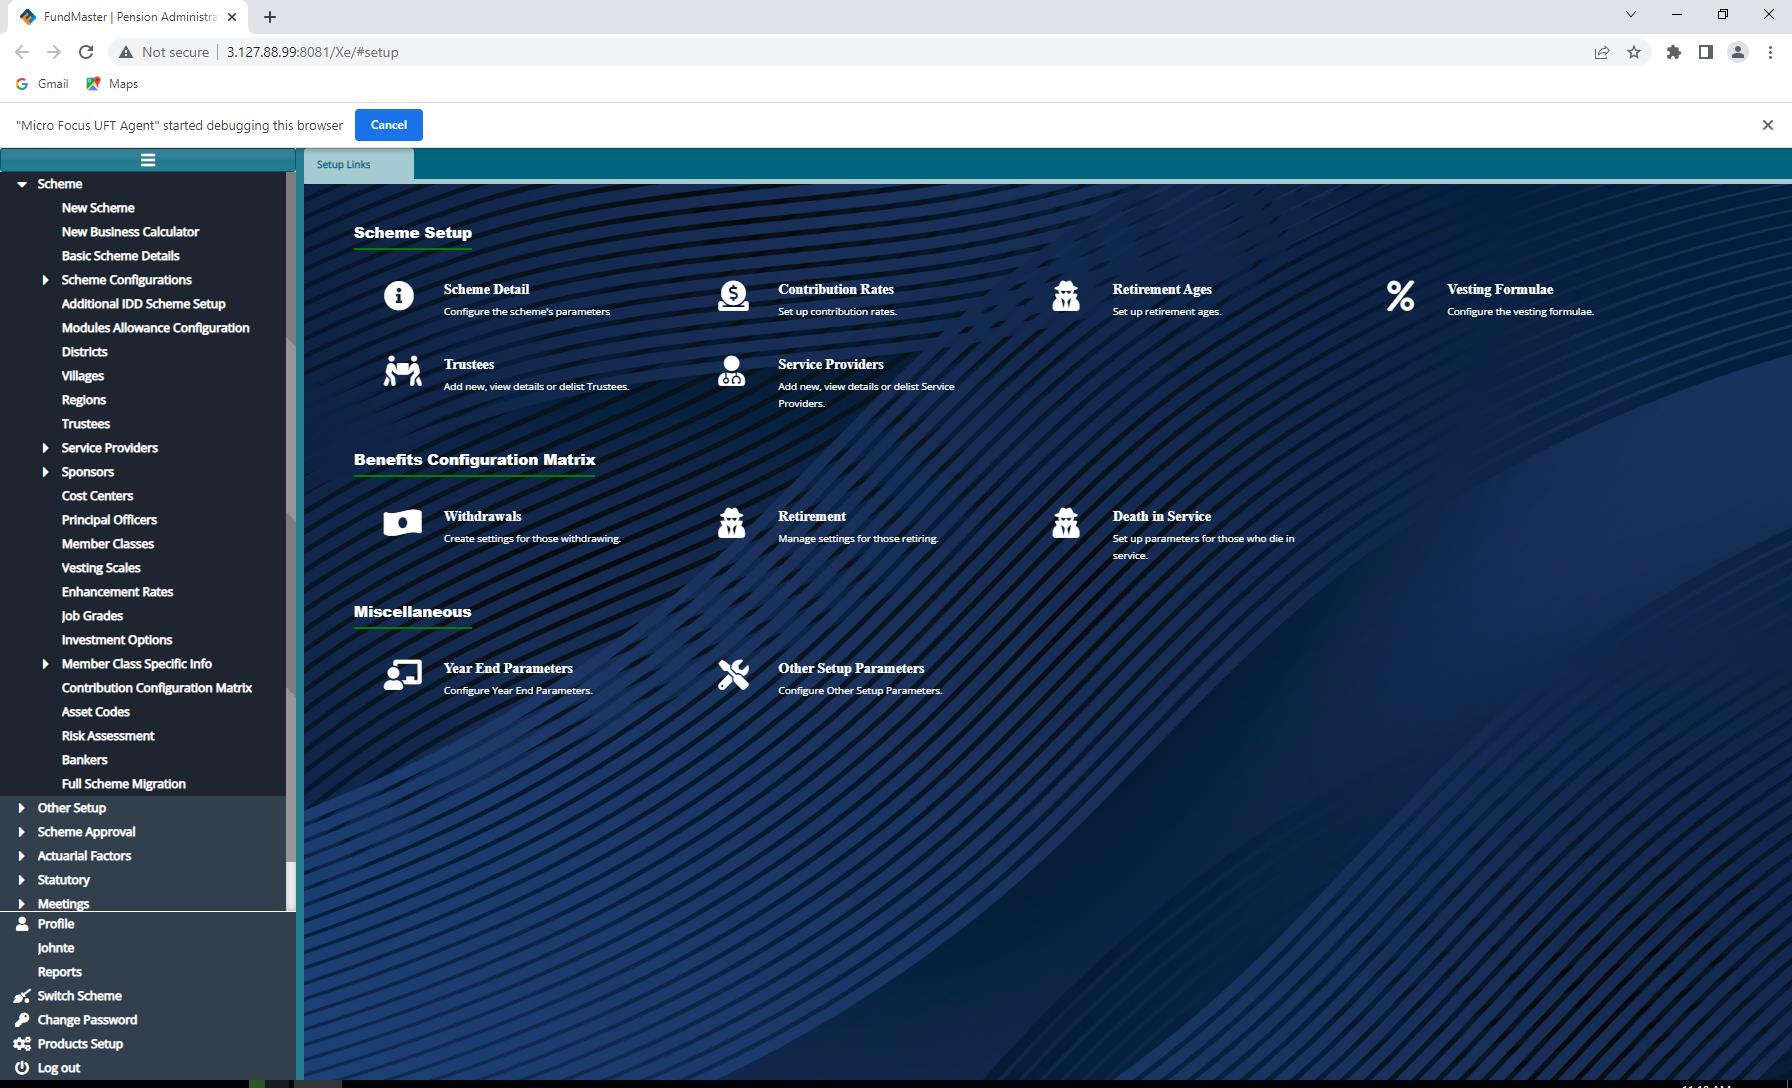 FundMaster | Pension Administra
Not secure
3.127.88.99:8081/Xe/#setup
Gmail
Maps
"Micro Focus UFT Agent" started debugging this browser
Cancel
Setup Links
Scheme
New Scheme
New Business Calculator
Basic Scheme Details
Scheme Configurations
Additional IDD Scheme Setup
Modules Allowance Configuration
Districts
Villages
Regions
Trustees
Service Providers
Sponsors
Cost Centers
Principal Officers
Member Classes
Vesting Scales
Enhancement Rates
Job Grades
Investment Options
Member Class Specific Info
Contribution Configuration Matrix
Asset Codes
Risk Assessment
Bankers
Full Scheme Migration
Other Setup
Scheme Approval
Actuarial Factors
Statutory
Meetings
Profile
Johnte
Reports
Switch Scheme
Change Password
Products Setup
Log out
Scheme Setup
Scheme Detail
Configure the scheme's parameters
Contribution Rates
Set up contribution rates.
Retirement Ages
Set up retirement ages.
Vesting Formulae
Configure the vesting formulae.
Trustees
Add new, view details or delist Trustees.
Service Providers
Add new, view details or delist Service
Providers.
Benefits Configuration Matrix
Withdrawals
Create settings for those withdrawing.
Retirement
Manage settings for those retiring.
Death in Service
Set up parameters for those who die in
service.
Miscellaneous
Year End Parameters
Configure Year End Parameters.
Other Setup Parameters
Configure Other Setup Parameters.